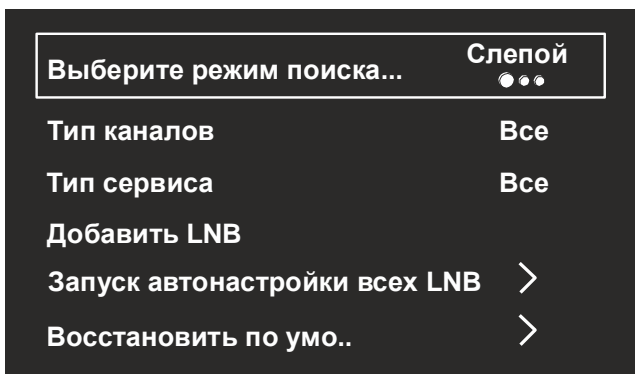 Выберите режим поиска... Слепой
Тип каналов Все
Тип сервиса Все
Добавить LNB
Запуск автонастройки всех LNB
Восстановить по умо..